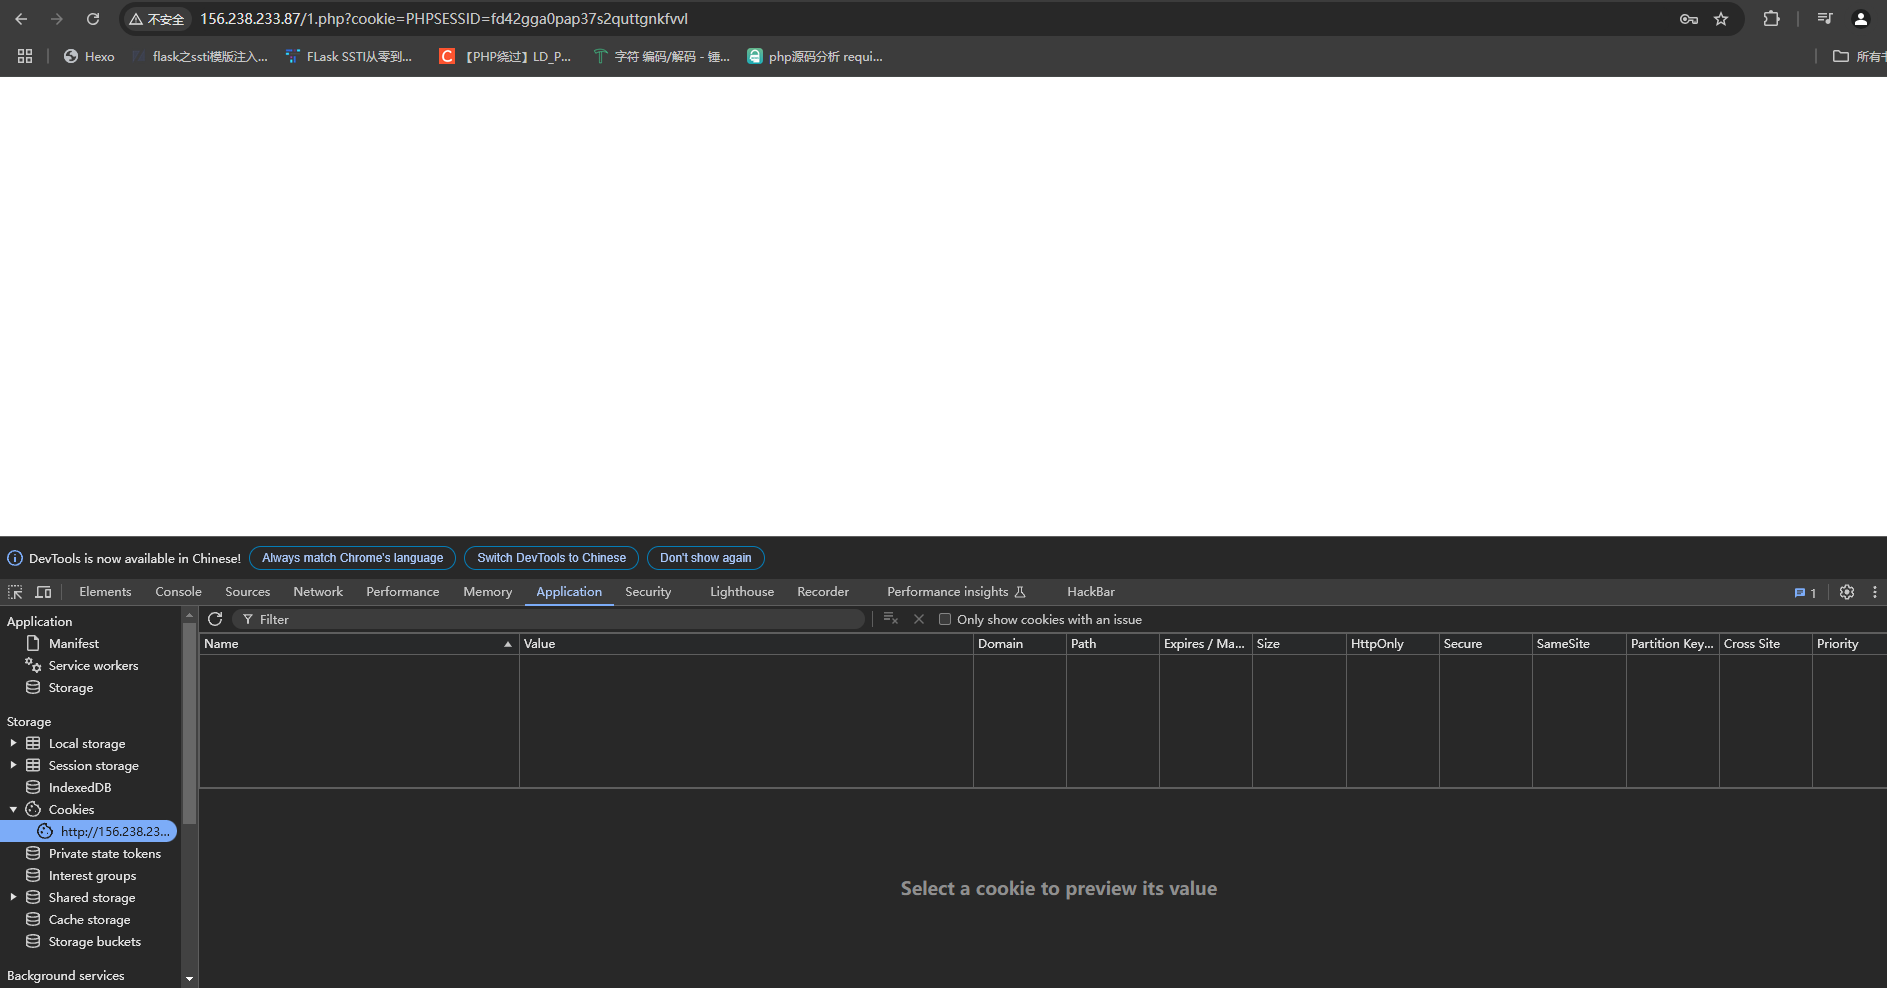 不安全 156.238.233.87/1.php?cookie=PHPSESSID=fd42gga0pap37s2quttgnkfvvl
Hexo flask之ssti模版注入... FLask SSTI从零到... 【PHP绕过】LD_P... 字符 编码/解码 - 锤... php源码分析 requi... 所有
DevTools is now available in Chinese! Always match Chrome's language Switch DevTools to Chinese Don't show again
Elements Console Sources Network Performance Memory Application Security Lighthouse Recorder Performance insights HackBar 1
Application
Manifest
Service workers
Storage
Storage
Local storage
Session storage
IndexedDB
Cookies
http://156.238.23...
Private state tokens
Interest groups
Shared storage
Cache storage
Storage buckets
Background services
Filter Only show cookies with an issue
Name Value Domain Path Expires / Ma... Size HttpOnly Secure SameSite Partition Key... Cross Site Priority
Select a cookie to preview its value